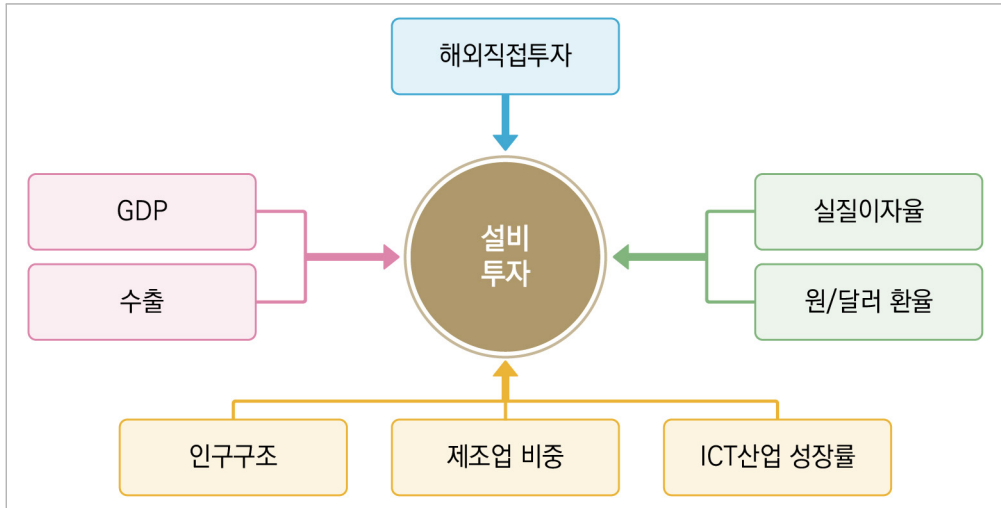 해외직접투자
GDP
수출
설비
투자
실질이자율
원/달러 환율
인구구조
제조업 비중
ICT산업 성장률